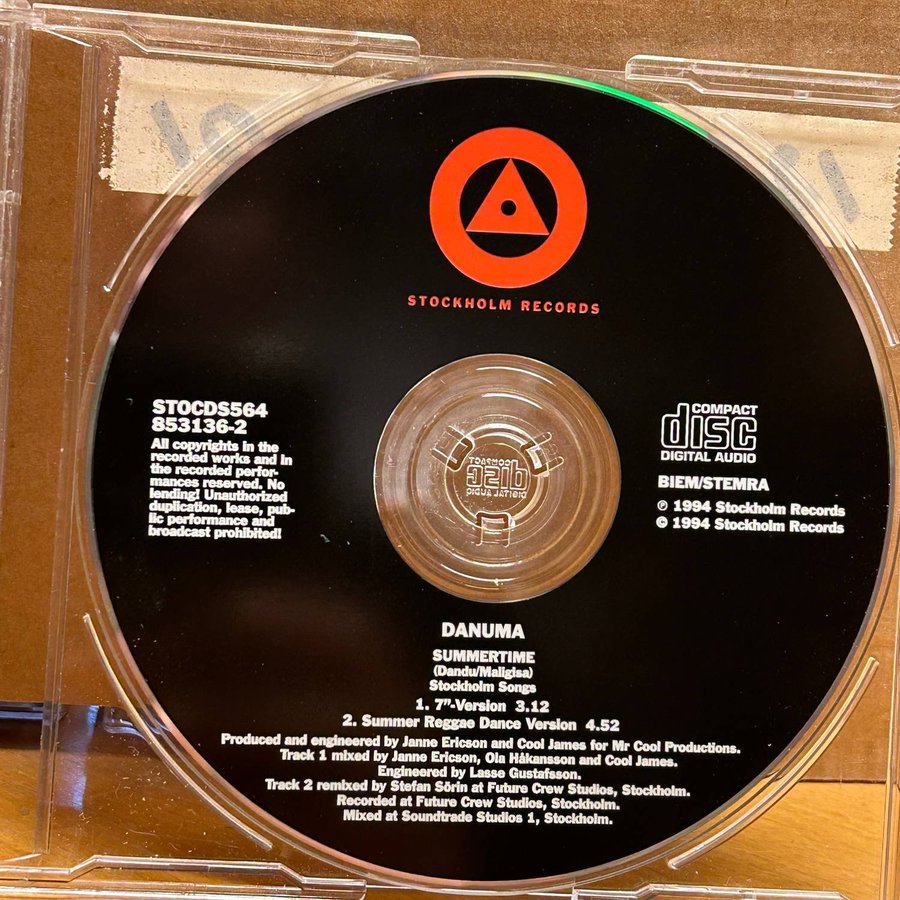 STOCKHOLM RECORDS
STOCDS564
853136-2
All copyrights in the
recorded works and in
the recorded perfor-
mances reserved. No
lending! Unauthorized
duplication, lease, pub-
lic performance and
broadcast prohibited!
COMPACT
disc
DIGITAL AUDIO
BIEM/STEMRA
℗ 1994 Stockholm Records
© 1994 Stockholm Records
COMPACT
disc
DIGITAL AUDIO
DANUMA
SUMMERTIME
(Dandu/Maligisa)
Stockholm Songs
1. 7”-Version 3.12
2. Summer Reggae Dance Version 4.52
Produced and engineered by Janne Ericson and Cool James for Mr Cool Productions.
Track 1 mixed by Janne Ericson, Ola Håkansson and Cool James.
Engineered by Lasse Gustafsson.
Track 2 remixed by Stefan Sörin at Future Crew Studios, Stockholm.
Recorded at Future Crew Studios, Stockholm.
Mixed at Soundtrade Studios 1, Stockholm.